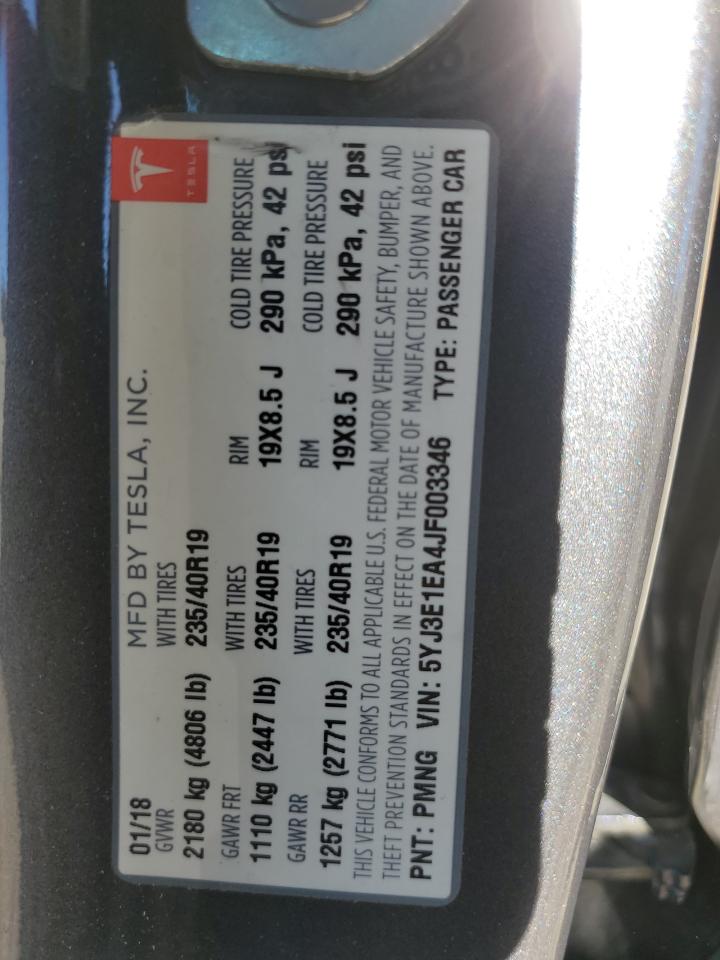 TESLA
01/18 MFD BY TESLA, INC.
GVWR WITH TIRES
2180 kg (4806 lb) 235/40R19
GAWR FRT WITH TIRES RIM COLD TIRE PRESSURE
1110 kg (2447 lb) 235/40R19 19X8.5 J 290 kPa, 42 psi
GAWR RR WITH TIRES RIM COLD TIRE PRESSURE
1257 kg (2771 lb) 235/40R19 19X8.5 J 290 kPa, 42 psi
THIS VEHICLE CONFORMS TO ALL APPLICABLE U.S. FEDERAL MOTOR VEHICLE SAFETY, BUMPER, AND
THEFT PREVENTION STANDARDS IN EFFECT ON THE DATE OF MANUFACTURE SHOWN ABOVE.
PNT: PMNG VIN: 5YJ3E1EA4JF003346 TYPE: PASSENGER CAR